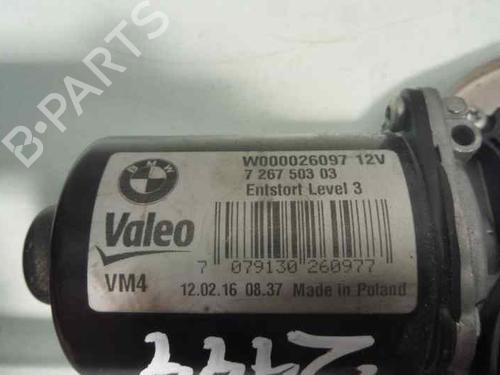 B-PARTS
BMW
W000026097 12V
7 267 503 03
Entstort Level 3
Valeo
7 079130 260977
VM4
12.02.16 08.37 Made in Poland